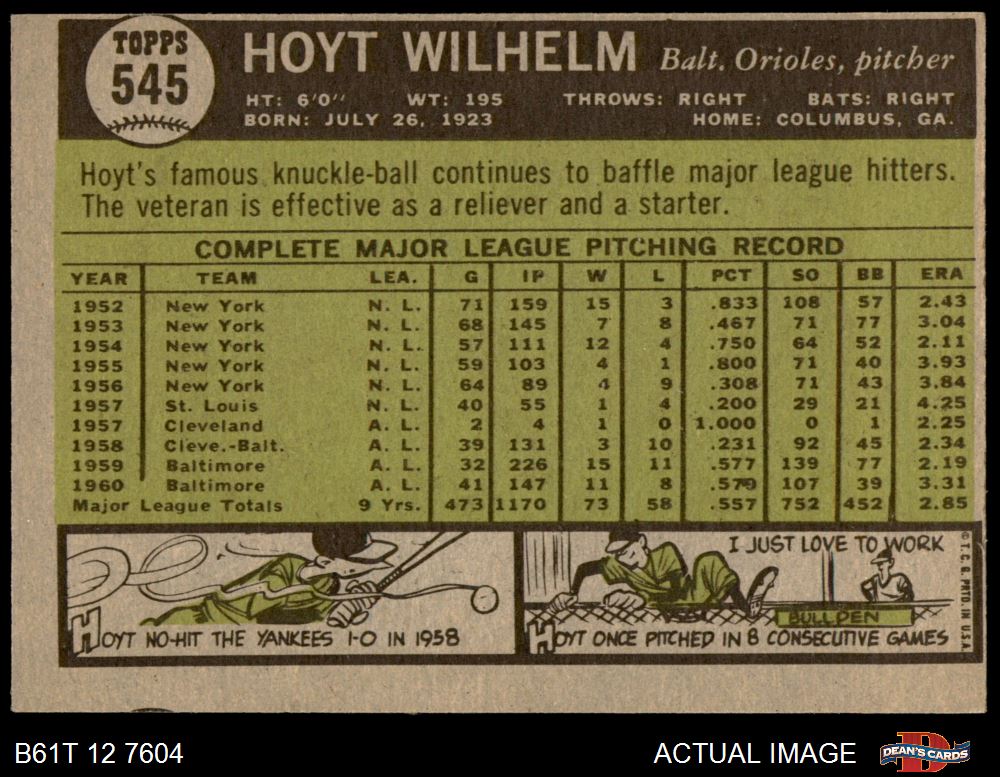 TOPPS
545
HOYT WILHELM Balt. Orioles, pitcher
HT: 6'0" WT: 195 THROWS: RIGHT BATS: RIGHT
BORN: JULY 26, 1923 HOME: COLUMBUS, GA.
Hoyt's famous knuckle-ball continues to baffle major league hitters.
The veteran is effective as a reliever and a starter.
COMPLETE MAJOR LEAGUE PITCHING RECORD
YEAR TEAM LEA. G IP W L PCT SO BB ERA
1952 New York N. L. 71 159 15 3 .833 108 57 2.43
1953 New York N. L. 68 145 7 8 .467 71 77 3.04
1954 New York N. L. 57 111 12 4 .750 64 52 2.11
1955 New York N. L. 59 103 4 1 .800 71 40 3.93
1956 New York N. L. 64 89 4 9 .308 71 43 3.84
1957 St. Louis N. L. 40 55 1 4 .200 29 21 4.25
1957 Cleveland A. L. 2 4 1 0 1.000 0 1 2.25
1958 Cleve.-Balt. A. L. 39 131 3 10 .231 92 45 2.34
1959 Baltimore A. L. 32 226 15 11 .577 139 77 2.19
1960 Baltimore A. L. 41 147 11 8 .579 107 39 3.31
Major League Totals 9 Yrs. 473 1170 73 58 .557 752 452 2.85
HOYT NO-HIT THE YANKEES 1-0 IN 1958
I JUST LOVE TO WORK
BULLPEN
HOYT ONCE PITCHED IN 8 CONSECUTIVE GAMES
© T. C. G. PRTD. IN U.S.A.
B61T 12 7604 ACTUAL IMAGE
DEAN'S CARDS